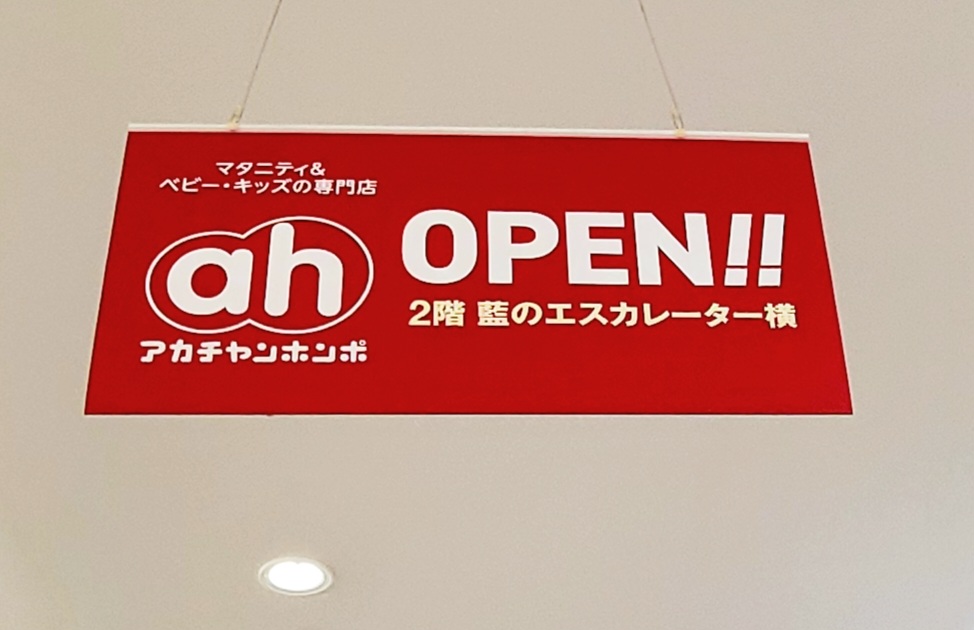 マタニティ&
ベビー・キッズの専門店
ah
アカチャンホンポ
OPEN!!
2階 藍のエスカレーター横